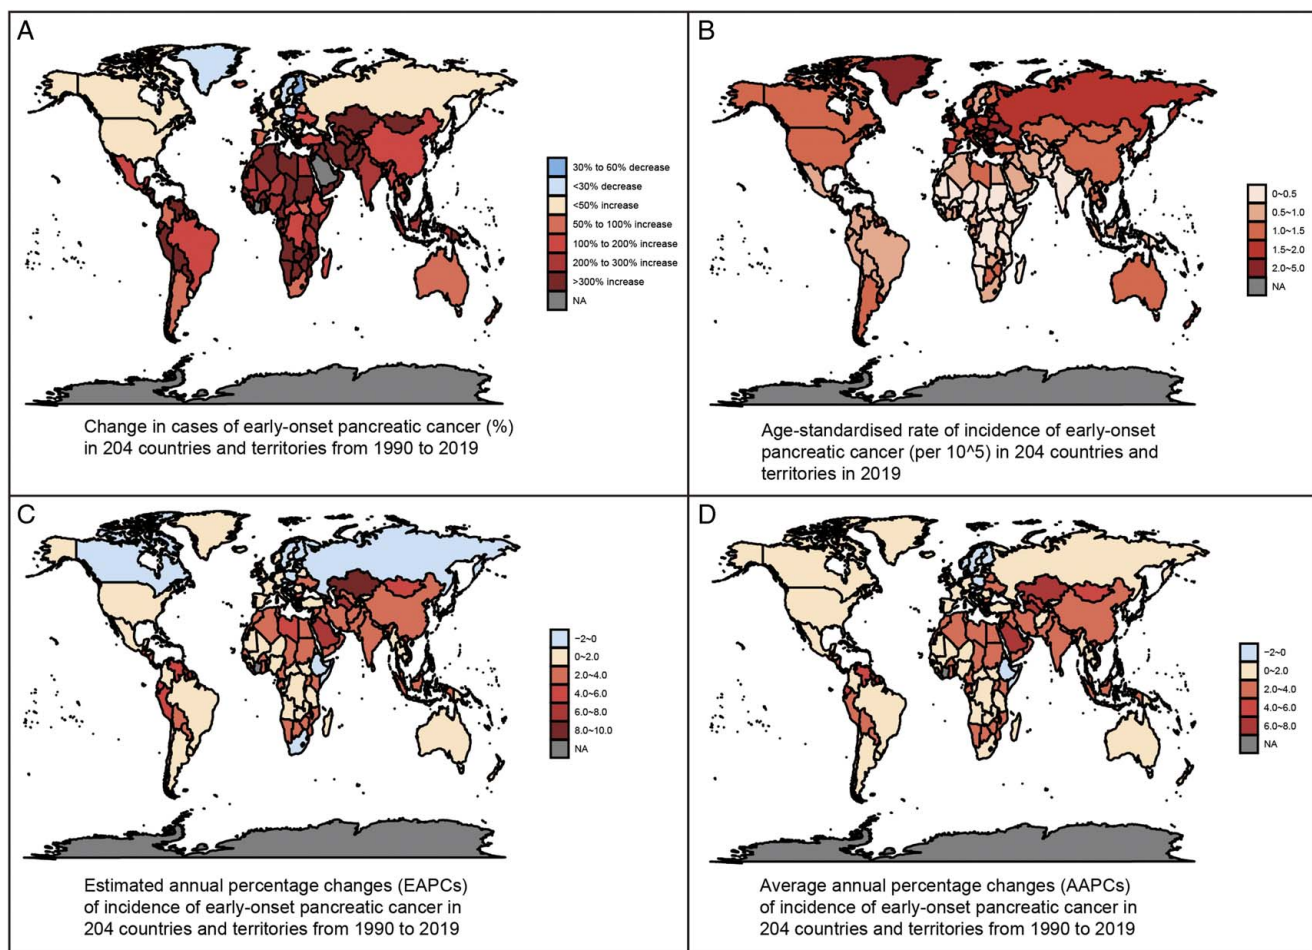 A
30% to 60% decrease
<30% decrease
<50% increase
50% to 100% increase
100% to 200% increase
200% to 300% increase
>300% increase
NA
Change in cases of early-onset pancreatic cancer (%)
in 204 countries and territories from 1990 to 2019
B
0~0.5
0.5~1.0
1.0~1.5
1.5~2.0
2.0~5.0
NA
Age-standardised rate of incidence of early-onset
pancreatic cancer (per 10^5) in 204 countries and
territories in 2019
C
−2~0
0~2.0
2.0~4.0
4.0~6.0
6.0~8.0
8.0~10.0
NA
Estimated annual percentage changes (EAPCs)
of incidence of early-onset pancreatic cancer in
204 countries and territories from 1990 to 2019
D
−2~0
0~2.0
2.0~4.0
4.0~6.0
6.0~8.0
NA
Average annual percentage changes (AAPCs)
of incidence of early-onset pancreatic cancer in
204 countries and territories from 1990 to 2019